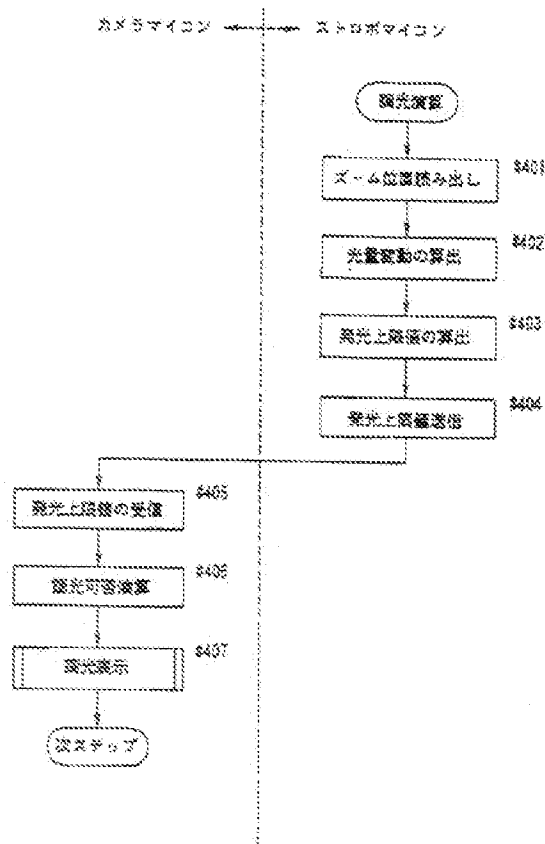 カメラマイコン
ストロボマイコン
調光演算
ズーム位置読み出し
S401
光量変動の算出
S402
発光上限値の算出
S403
発光上限値送信
S404
発光上限値の受信
S405
調光可否演算
S406
調光表示
S407
次ステップ